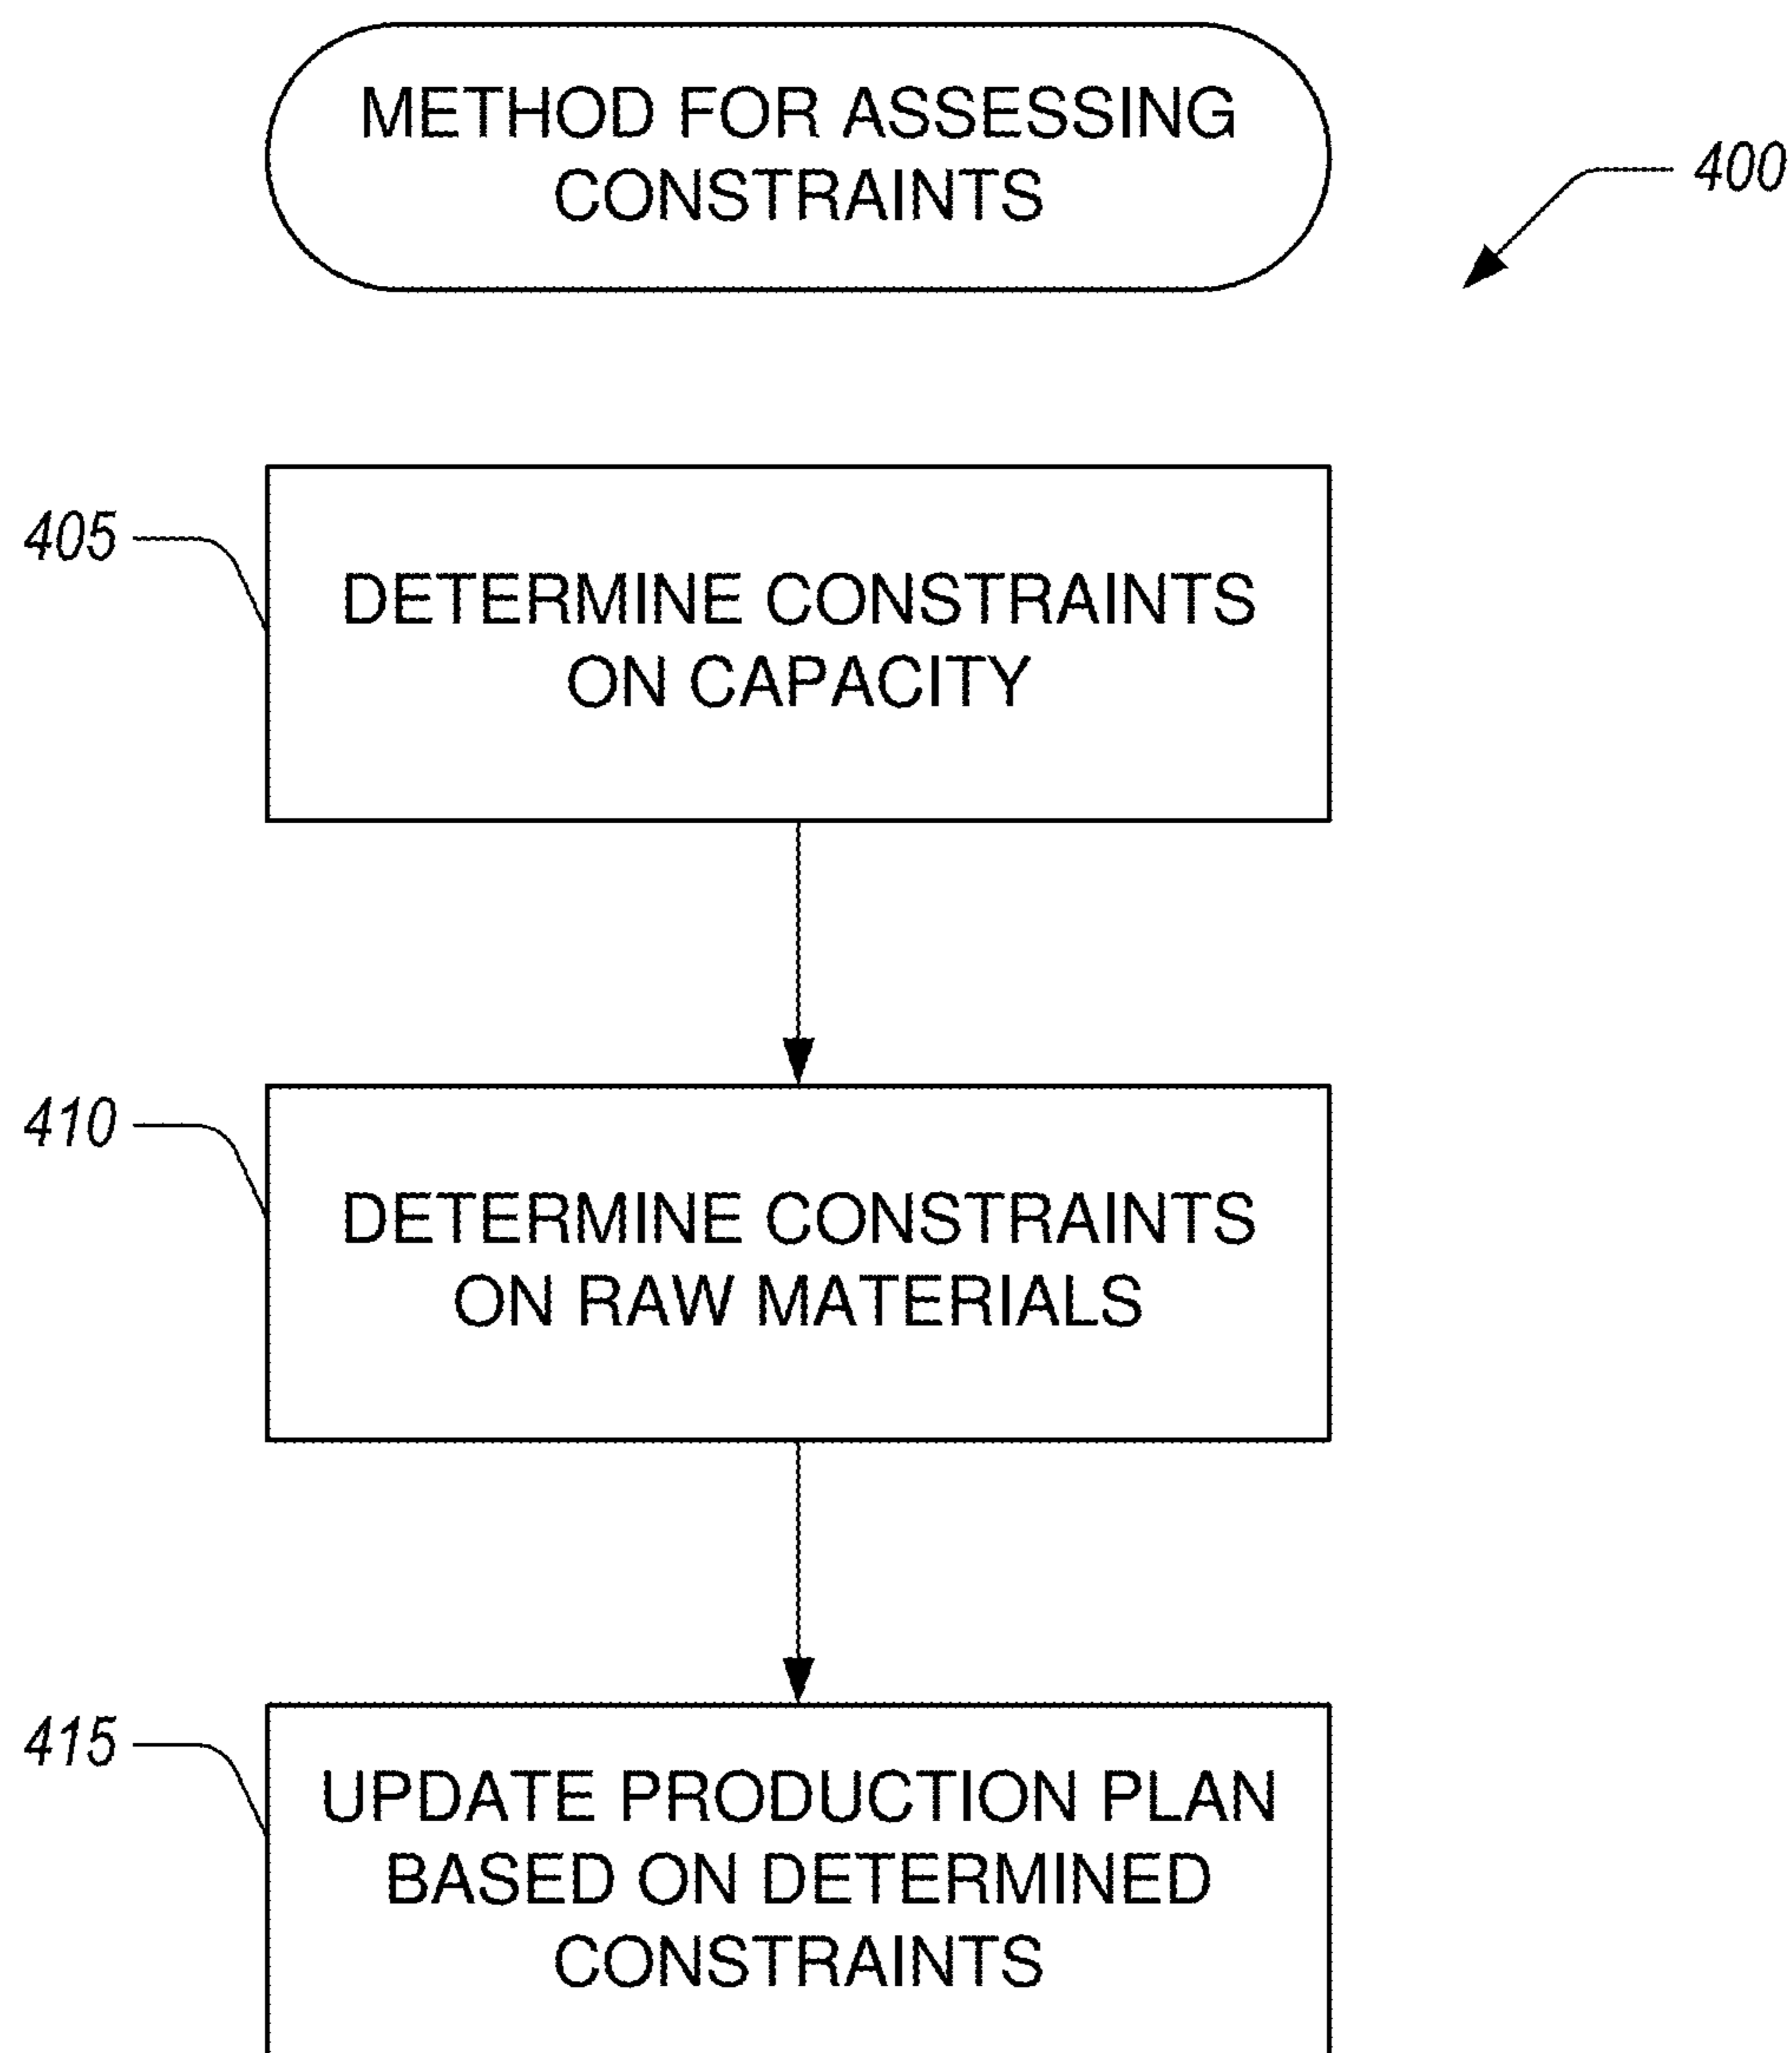 METHOD FOR ASSESSING
CONSTRAINTS
400
405
DETERMINE CONSTRAINTS
ON CAPACITY
410
DETERMINE CONSTRAINTS
ON RAW MATERIALS
415
UPDATE PRODUCTION PLAN
BASED ON DETERMINED
CONSTRAINTS